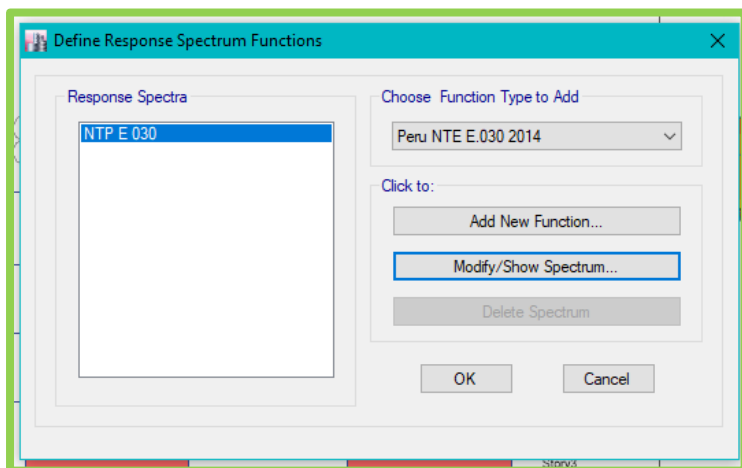 Define Response Spectrum Functions
Response Spectra
NTP E 030
Choose Function Type to Add
Peru NTE E.030 2014
Click to:
Add New Function...
Modify/Show Spectrum...
Delete Spectrum
OK
Cancel
Story3